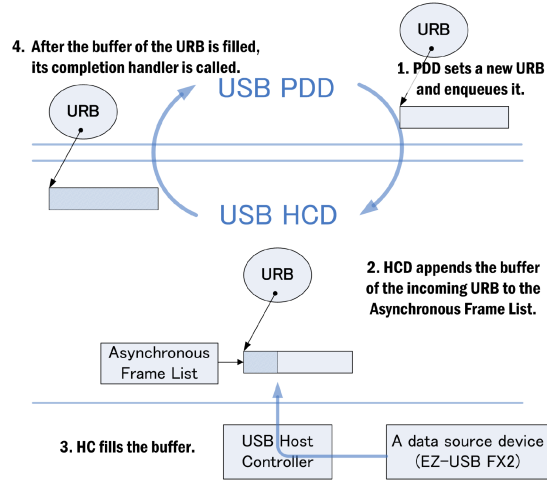 4. After the buffer of the URB is filled,
its completion handler is called.
URB
1. PDD sets a new URB
and enqueues it.
USB PDD
URB
USB HCD
URB
2. HCD appends the buffer
of the incoming URB to the
Asynchronous Frame List.
Asynchronous
Frame List
3. HC fills the buffer.
USB Host
Controller
A data source device
(EZ-USB FX2)